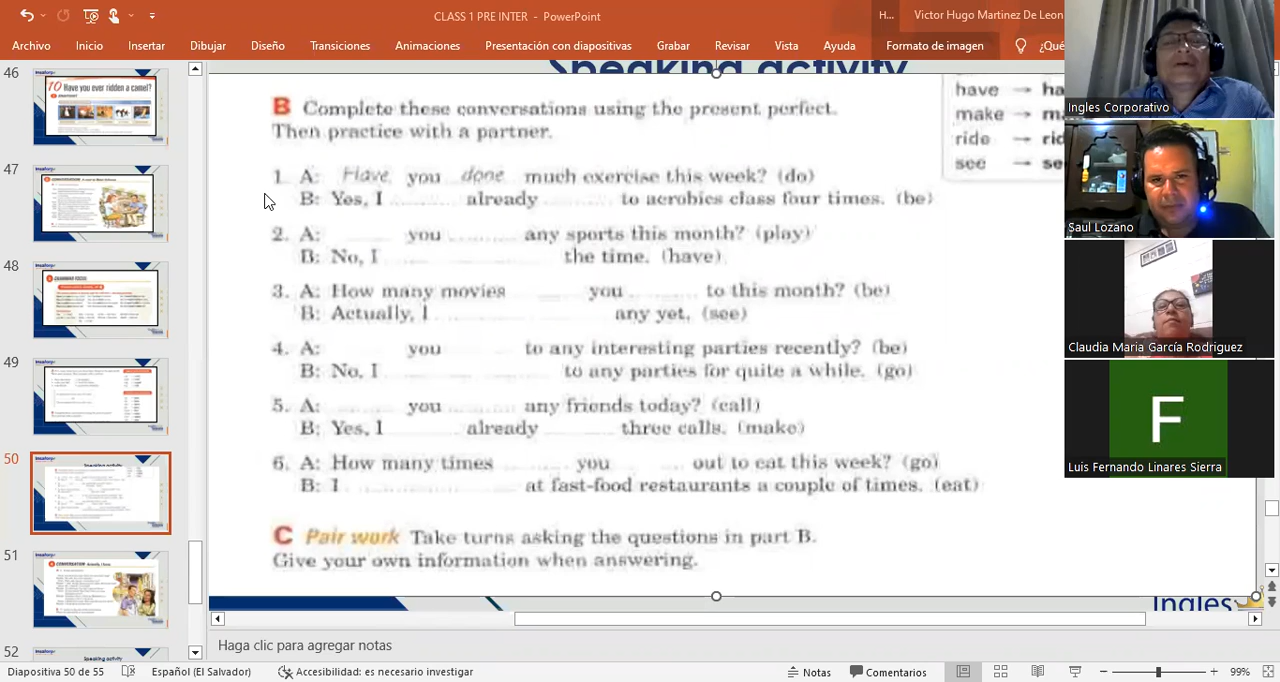 CLASS 1 PRE INTER - PowerPoint
H...
Victor Hugo Martinez De Leon
Archivo Inicio Insertar Dibujar Diseño Transiciones Animaciones Presentación con diapositivas Grabar Revisar Vista Ayuda Formato de imagen ¿Qué
46
10 Have you ever ridden a camel?
47
48
49
50
51
52
Speaking activity
B Complete these conversations using the present perfect.
Then practice with a partner.
1. A: Have you done much exercise this week? (do)
B: Yes, I ........ already ........ to aerobics class four times. (be)
2. A: you ........ any sports this month? (play)
B: No, I the time. (have)
3. A: How many movies you to this month? (be)
B: Actually, I any yet. (see)
4. A: you to any interesting parties recently? (be)
B: No, I to any parties for quite a while. (go)
5. A: you any friends today? (call)
B: Yes, I already three calls. (make)
6. A: How many times you out to eat this week? (go)
B: I at fast-food restaurants a couple of times. (eat)
C Pair work Take turns asking the questions in part B.
Give your own information when answering.
have → ha
make → m
ride → rid
see → se
Ingles
Ingles Corporativo
Saul Lozano
Claudia Maria García Rodriguez
F
Luis Fernando Linares Sierra
Haga clic para agregar notas
Diapositiva 50 de 55 Español (El Salvador) Accesibilidad: es necesario investigar Notas Comentarios 99%